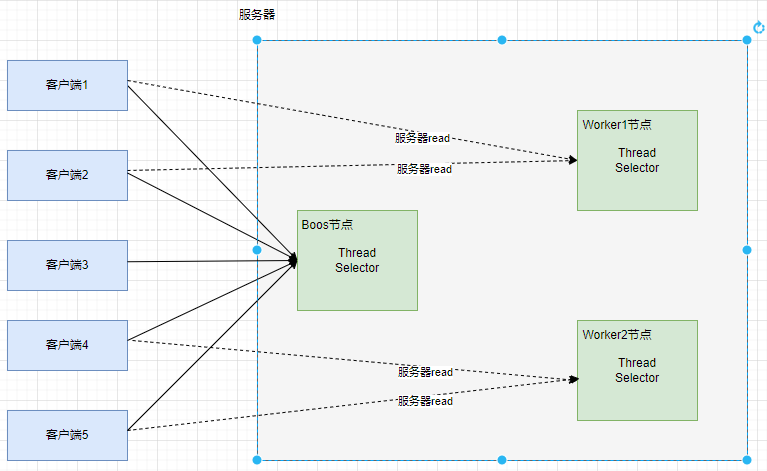 服务器
客户端1
客户端2
客户端3
客户端4
客户端5
服务器read
服务器read
服务器read
服务器read
Boos节点
Thread
Selector
Worker1节点
Thread
Selector
Worker2节点
Thread
Selector